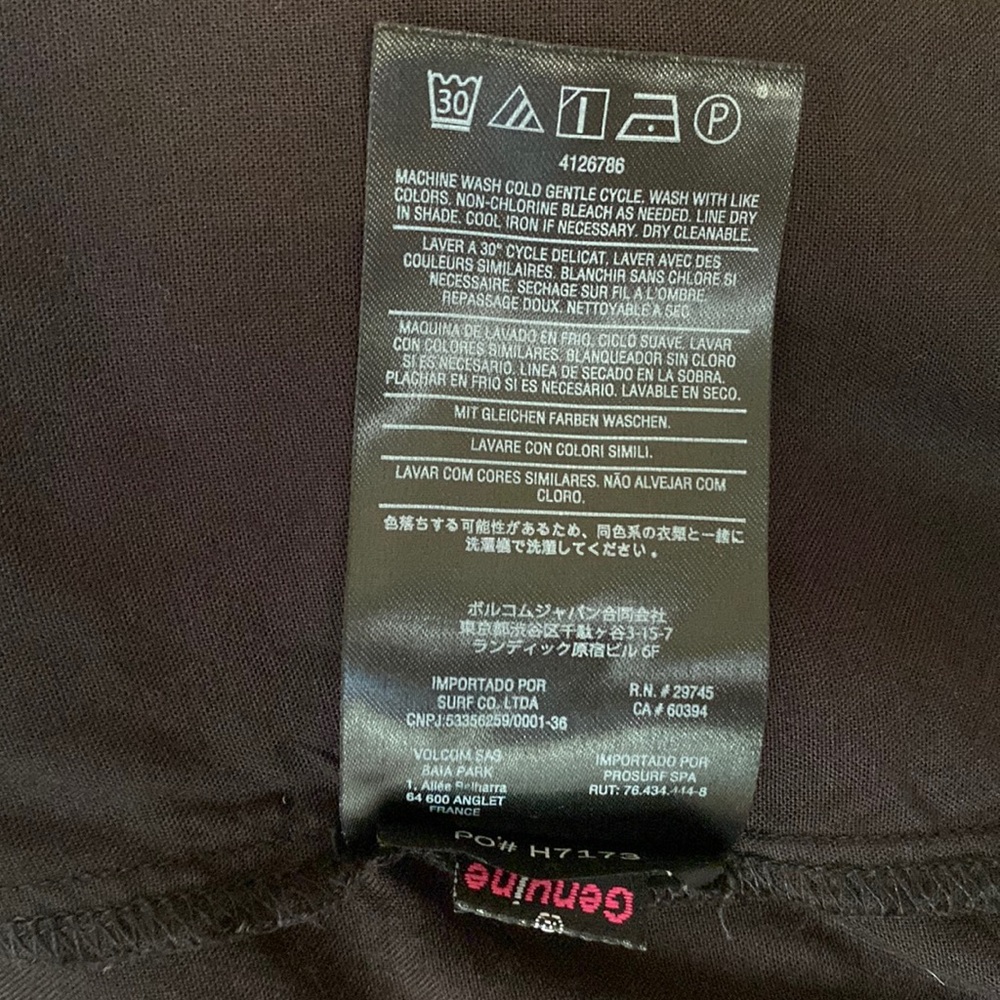 30
P
4126786
MACHINE WASH COLD GENTLE CYCLE. WASH WITH LIKE
COLORS. NON-CHLORINE BLEACH AS NEEDED. LINE DRY
IN SHADE. COOL IRON IF NECESSARY. DRY CLEANABLE.
LAVER A 30° CYCLE DELICAT. LAVER AVEC DES
COULEURS SIMILAIRES. BLANCHIR SANS CHLORE SI
NECESSAIRE. SECHAGE SUR FIL A L'OMBRE.
REPASSAGE DOUX. NETTOYABLE A SEC
MAQUINA DE LAVADO EN FRIO. CICLO SUAVE. LAVAR
CON COLORES SIMILARES. BLANQUEADOR SIN CLORO
SI ES NECESARIO. LINEA DE SECADO EN LA SOBRA.
PLACHAR EN FRIO SI ES NECESARIO. LAVABLE EN SECO.
MIT GLEICHEN FARBEN WASCHEN.
LAVARE CON COLORI SIMILI.
LAVAR COM CORES SIMILARES. NÃO ALVEJAR COM
CLORO.
色落ちする可能性があるため、同色系の衣類と一緒に
洗濯機で洗濯してください。
ボルコムジャパン合同会社
東京都渋谷区千駄ヶ谷3-15-7
ランディック原宿ビル 6F
IMPORTADO POR
SURF CO. LTDA
CNPJ:53356259/0001-36
R.N. # 29745
CA # 60394
VOLCOM SAS
BAIA PARK
1, Allée Belharra
64 600 ANGLET
FRANCE
IMPORTADO POR
PROSURF SPA
RUT: 76.434.444-8
PO# H7173
Genuine